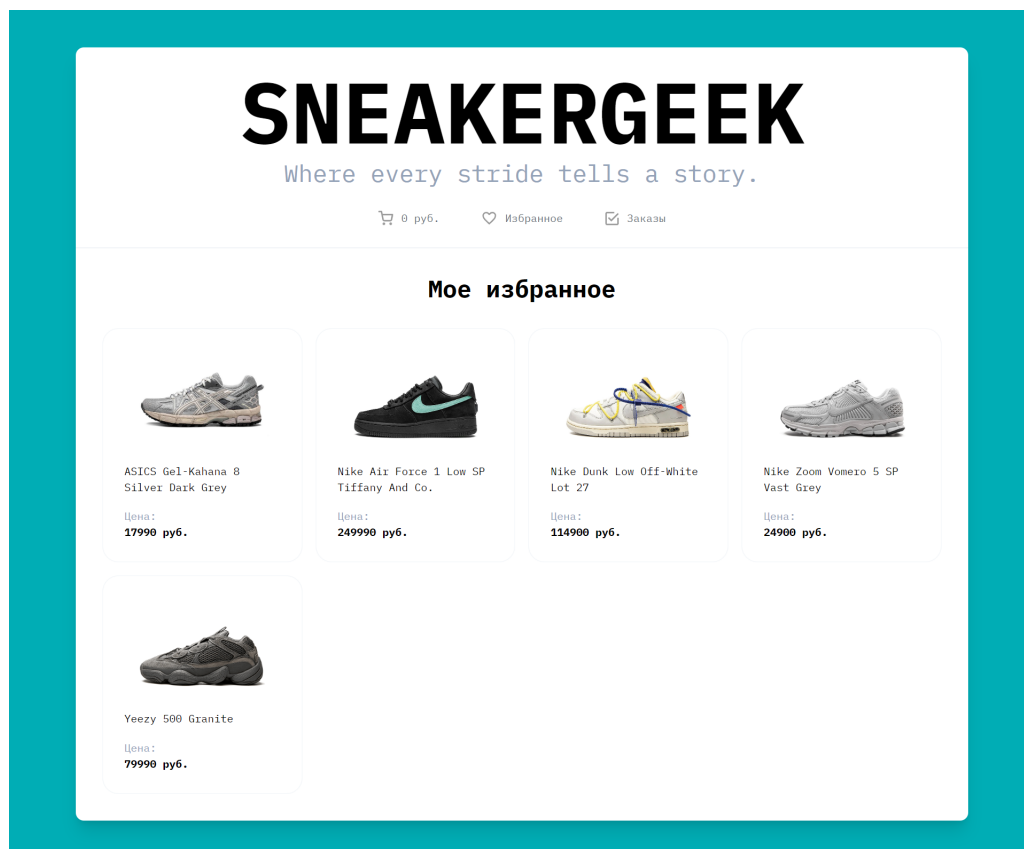 SNEAKERGEEK
Where every stride tells a story.
0 руб.
Избранное
Заказы
Мое избранное
ASICS Gel-Kahana 8
Silver Dark Grey
Цена:
17990 руб.
Nike Air Force 1 Low SP
Tiffany And Co.
Цена:
249990 руб.
Nike Dunk Low Off-White
Lot 27
Цена:
114900 руб.
Nike Zoom Vomero 5 SP
Vast Grey
Цена:
24900 руб.
Yeezy 500 Granite
Цена:
79990 руб.